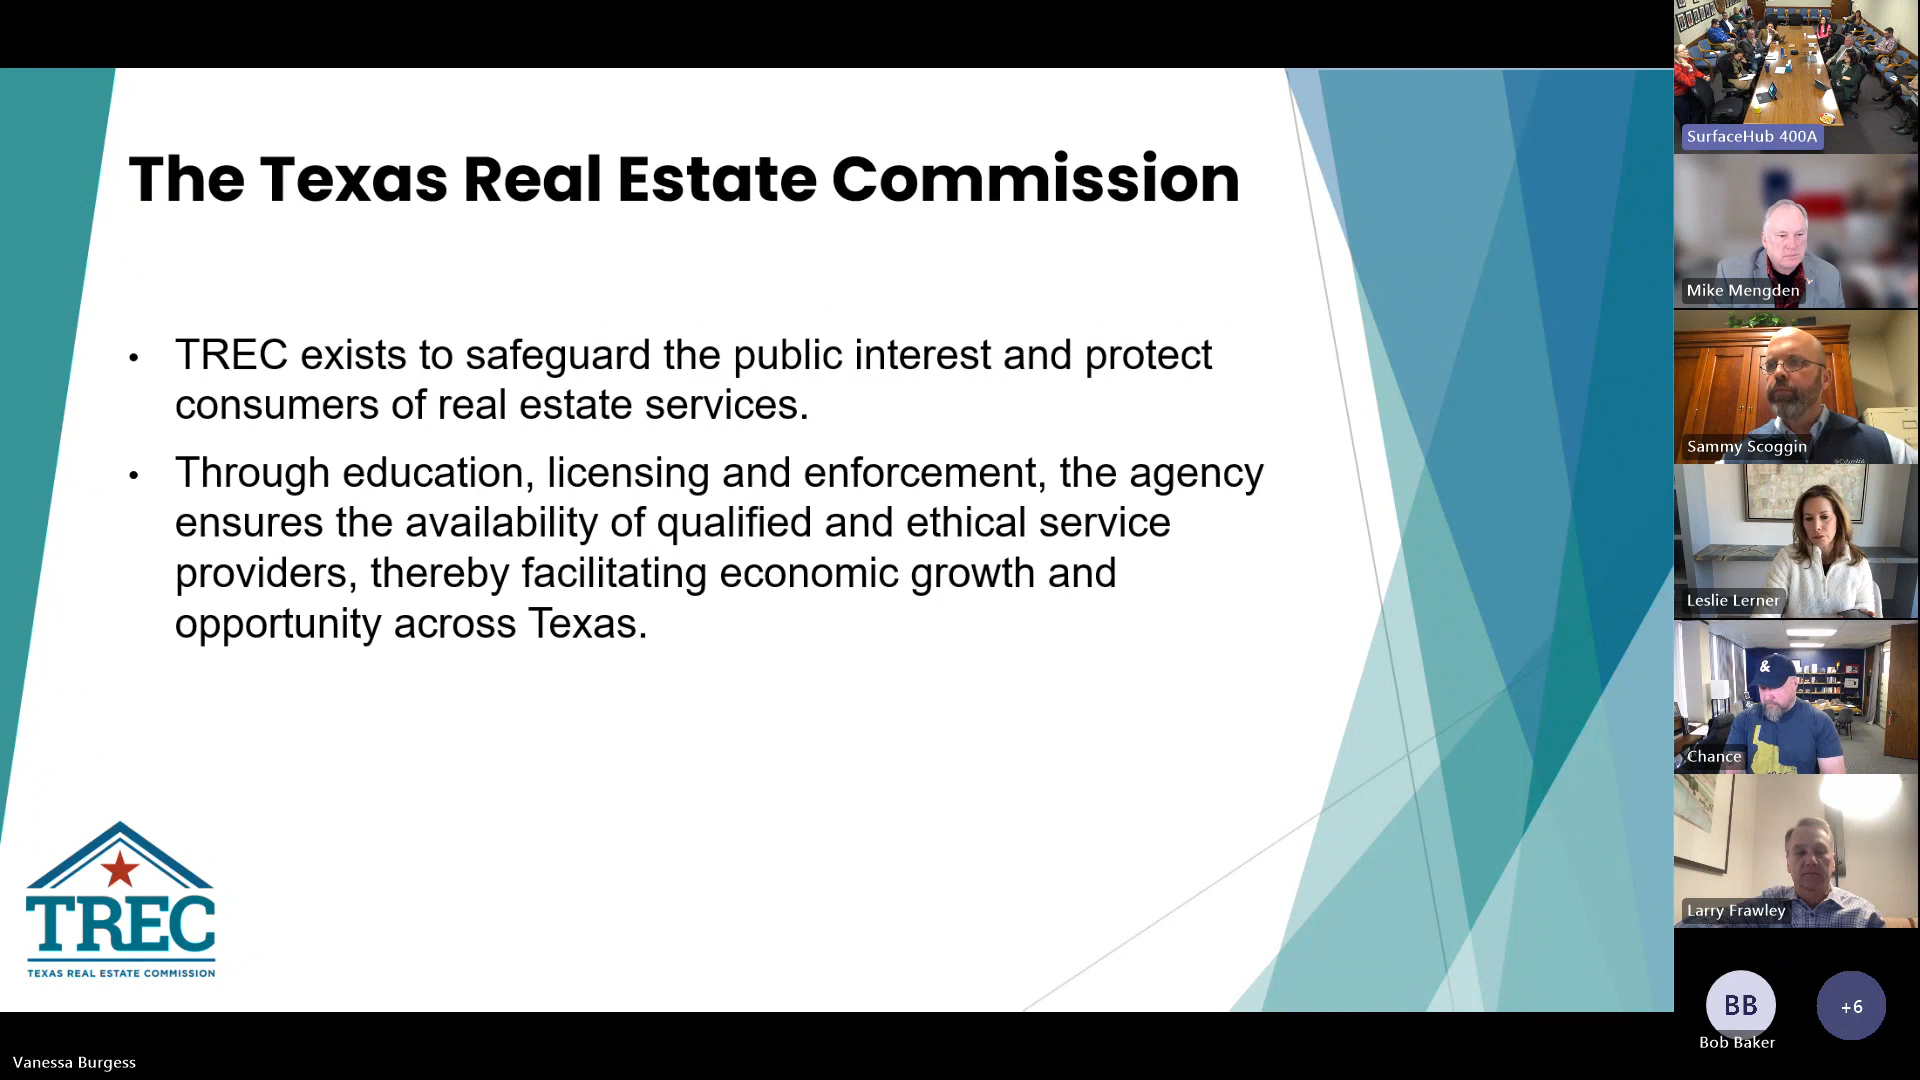 The Texas Real Estate Commission
• TREC exists to safeguard the public interest and protect
consumers of real estate services.
• Through education, licensing and enforcement, the agency
ensures the availability of qualified and ethical service
providers, thereby facilitating economic growth and
opportunity across Texas.
TREC
TEXAS REAL ESTATE COMMISSION
Vanessa Burgess
SurfaceHub 400A
Mike Mengden
Sammy Scoggin
Columbia
Leslie Lerner
&
Chance
Larry Frawley
BB
Bob Baker
+6